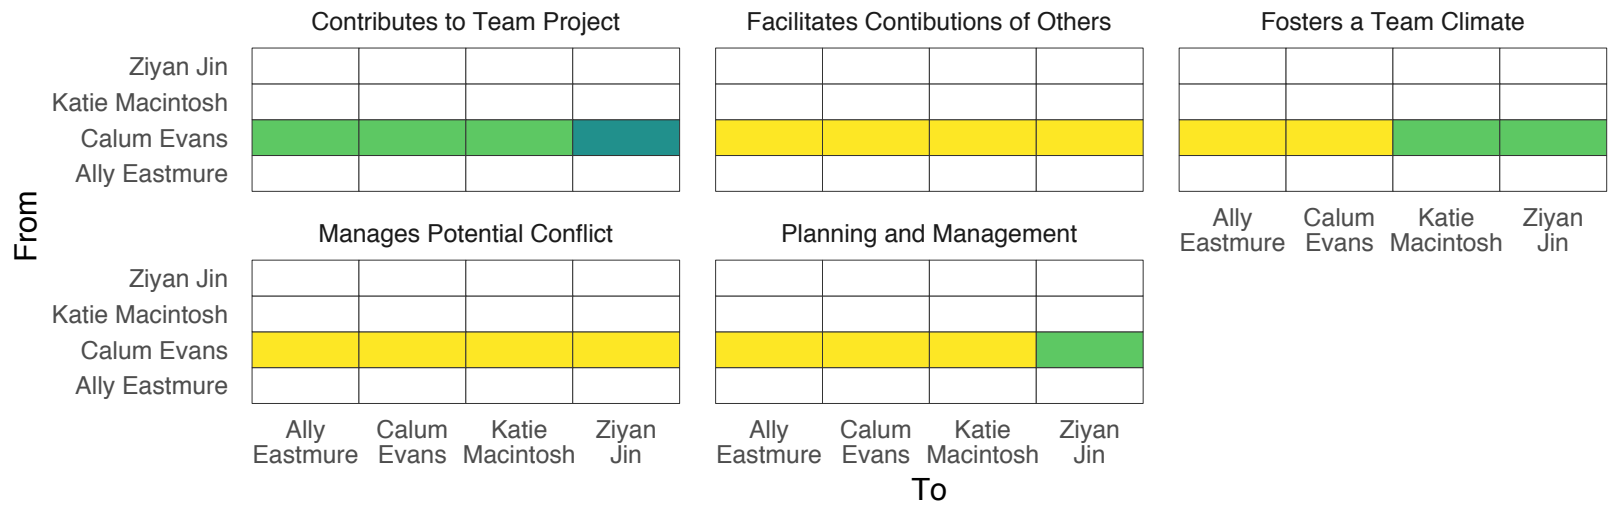 Contributes to Team Project
Facilitates Contibutions of Others
Fosters a Team Climate
Ziyan Jin
Katie Macintosh
Calum Evans
Ally Eastmure
From
Ally
Eastmure
Calum
Evans
Katie
Macintosh
Ziyan
Jin
Manages Potential Conflict
Planning and Management
Ziyan Jin
Katie Macintosh
Calum Evans
Ally Eastmure
Ally
Eastmure
Calum
Evans
Katie
Macintosh
Ziyan
Jin
Ally
Eastmure
Calum
Evans
Katie
Macintosh
Ziyan
Jin
To